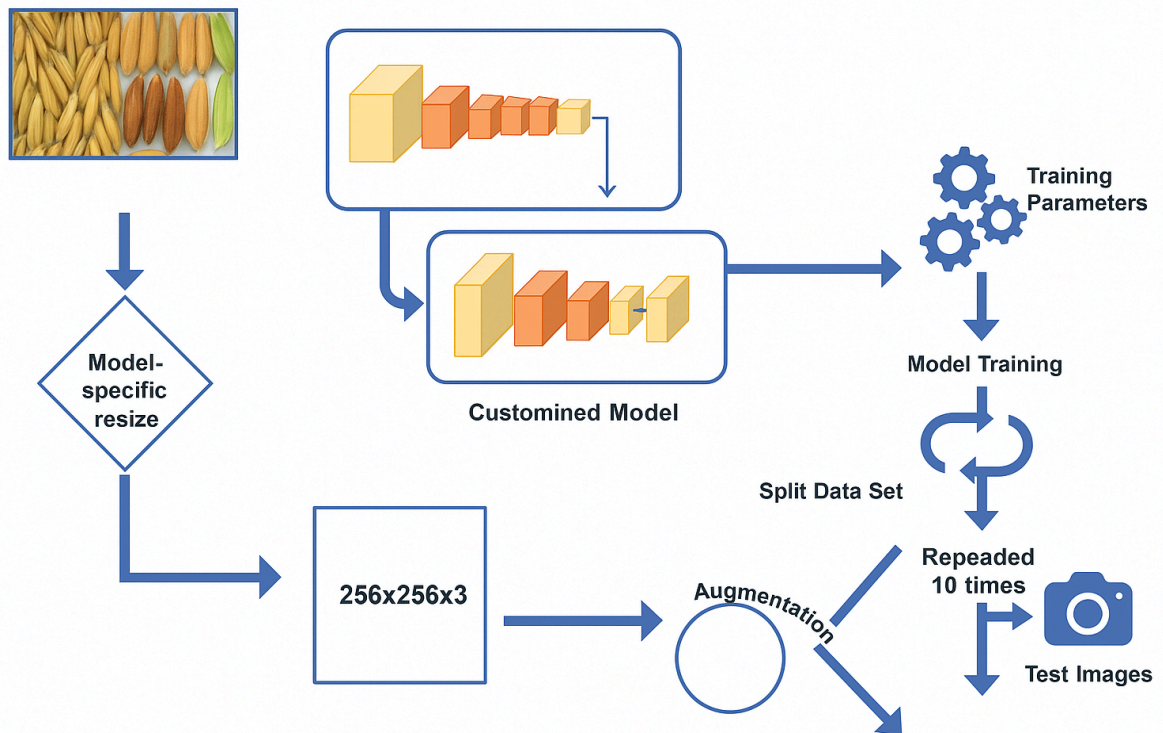 Training
Parameters
Model-
specific
resize
Model Training
Customined Model
Split Data Set
Repeaded
10 times
256x256x3
Augmentation
Test Images